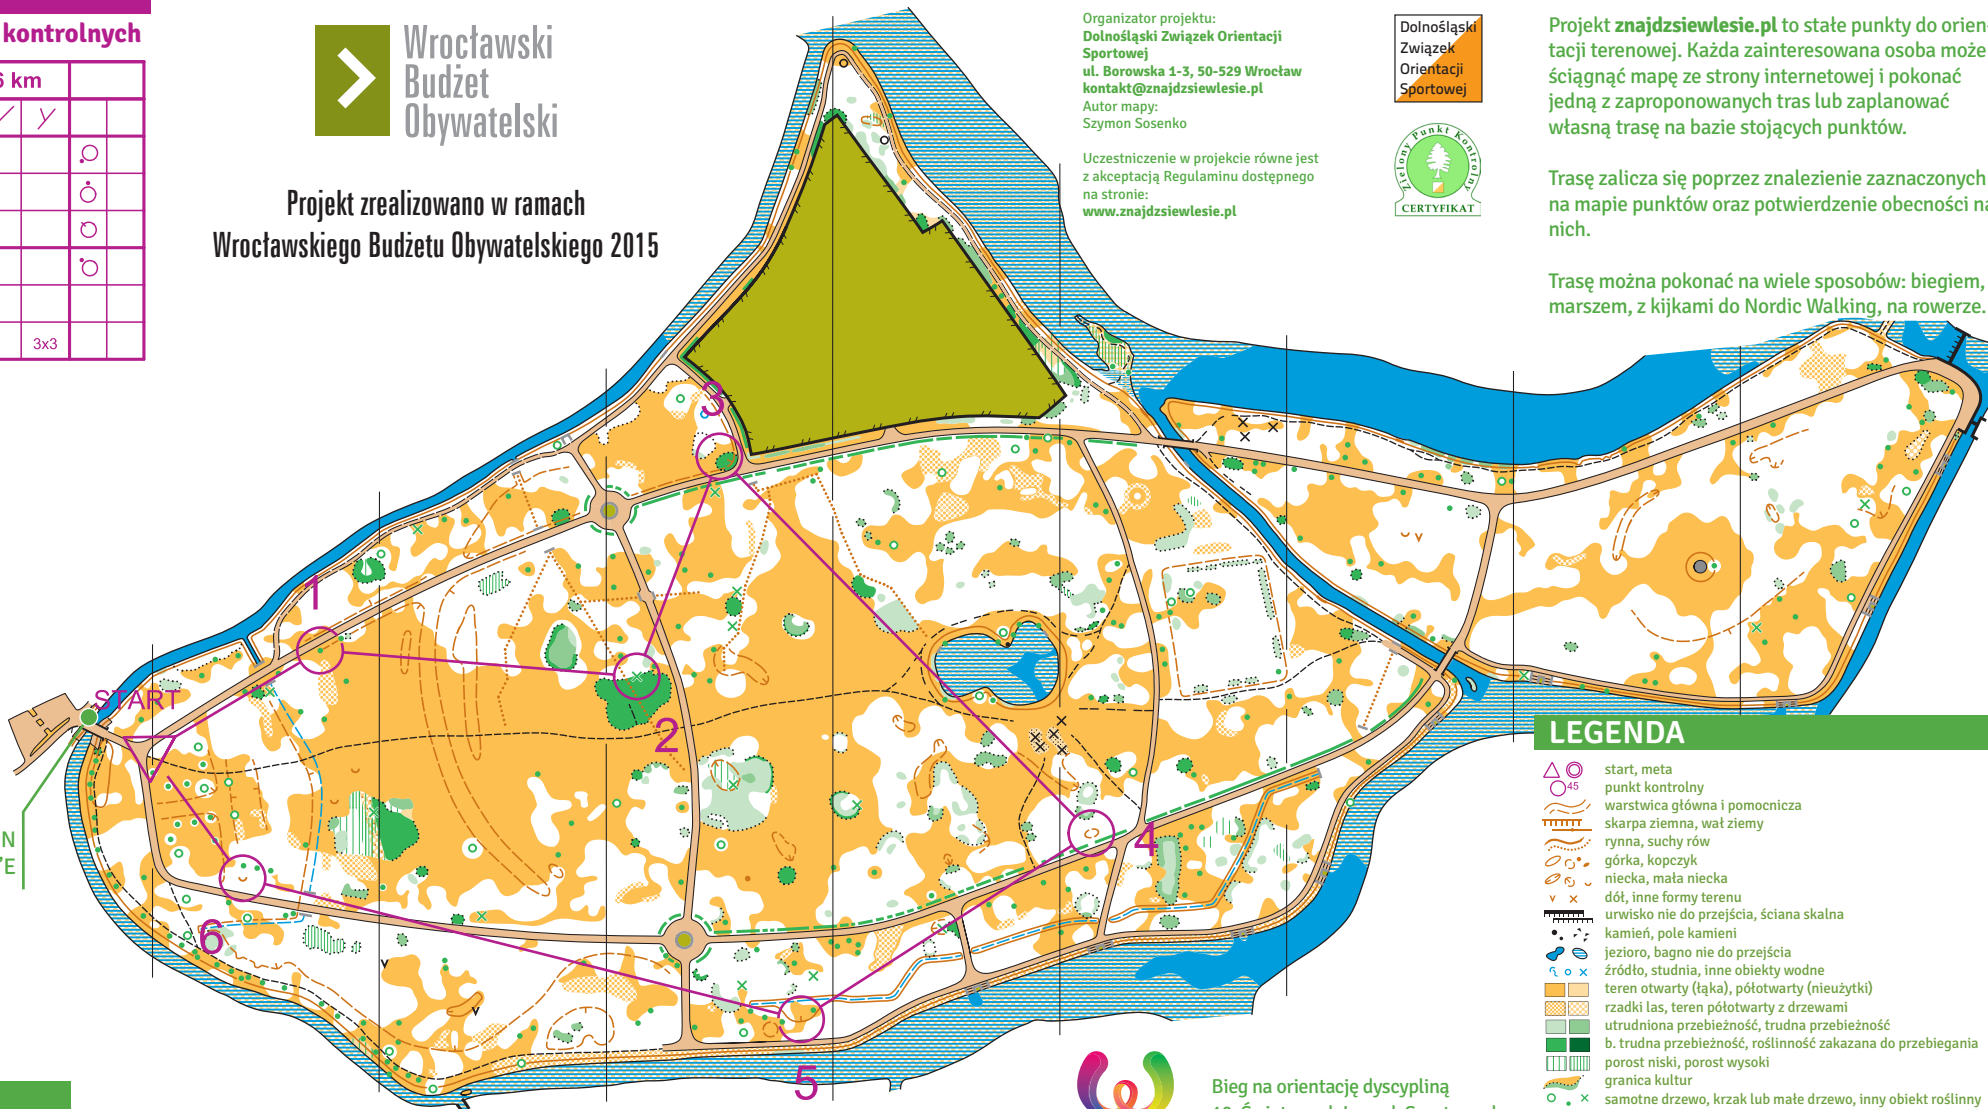 kontrolnych
6 km
3x3
Wrocławski
Budżet
Obywatelski
Projekt zrealizowano w ramach
Wrocławskiego Budżetu Obywatelskiego 2015
Organizator projektu:
Dolnośląski Związek Orientacji
Sportowej
ul. Borowska 1-3, 50-529 Wrocław
kontakt@znajdzsiewlesie.pl
Autor mapy:
Szymon Sosenko
Uczestniczenie w projekcie równe jest
z akceptacją Regulaminu dostępnego
na stronie:
www.znajdzsiewlesie.pl
Dolnośląski
Związek
Orientacji
Sportowej
Zielony Punkt Kontrolny
CERTYFIKAT
Projekt znajdzsiewlesie.pl to stałe punkty do orien
tacji terenowej. Każda zainteresowana osoba może
ściągnąć mapę ze strony internetowej i pokonać
jedną z zaproponowanych tras lub zaplanować
własną trasę na bazie stojących punktów.
Trasę zalicza się poprzez znalezienie zaznaczonych
na mapie punktów oraz potwierdzenie obecności na
nich.
Trasę można pokonać na wiele sposobów: biegiem,
marszem, z kijkami do Nordic Walking, na rowerze.
3
1
START
2
4
6
5
N
'E
LEGENDA
start, meta
45 punkt kontrolny
warstwica główna i pomocnicza
skarpa ziemna, wał ziemy
rynna, suchy rów
górka, kopczyk
niecka, mała niecka
dół, inne formy terenu
urwisko nie do przejścia, ściana skalna
kamień, pole kamieni
jezioro, bagno nie do przejścia
źródło, studnia, inne obiekty wodne
teren otwarty (łąka), półotwarty (nieużytki)
rzadki las, teren półotwarty z drzewami
utrudniona przebieżność, trudna przebieżność
b. trudna przebieżność, roślinność zakazana do przebiegania
porost niski, porost wysoki
granica kultur
samotne drzewo, krzak lub małe drzewo, inny obiekt roślinny
Bieg na orientację dyscypliną